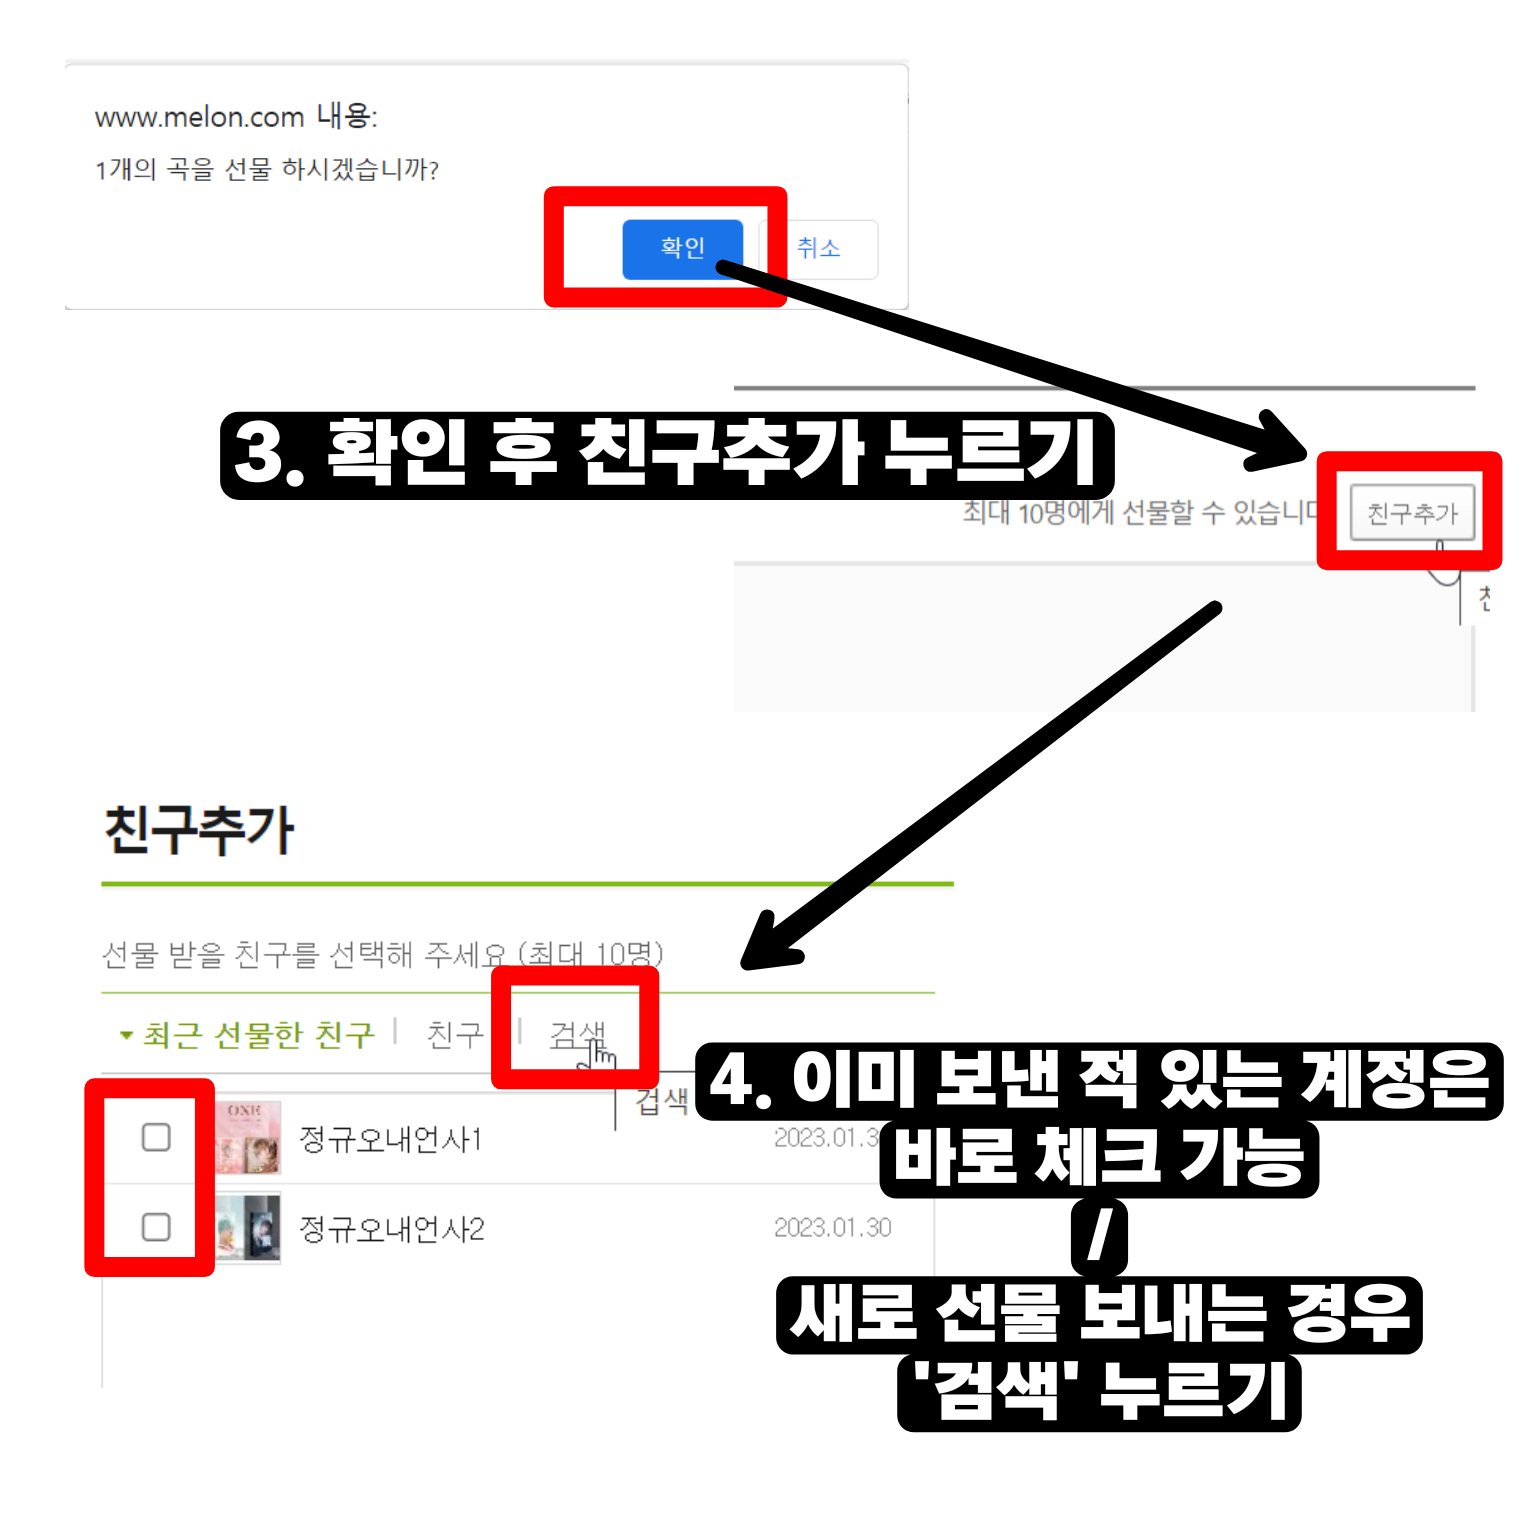 www.melon.com 내용:
1개의 곡을 선물 하시겠습니까?
확인
취소
3. 확인 후 친구추가 누르기
최대 10명에게 선물할 수 있습니다
친구추가
친구추가
선물 받을 친구를 선택해 주세요 (최대 10명)
최근 선물한 친구 | 친구 | 검색
검색
ONE
정규오내언사1
2023.01.3
정규오내언사2
2023.01.30
4. 이미 보낸 적 있는 계정은
바로 체크 가능
/
새로 선물 보내는 경우
'검색' 누르기